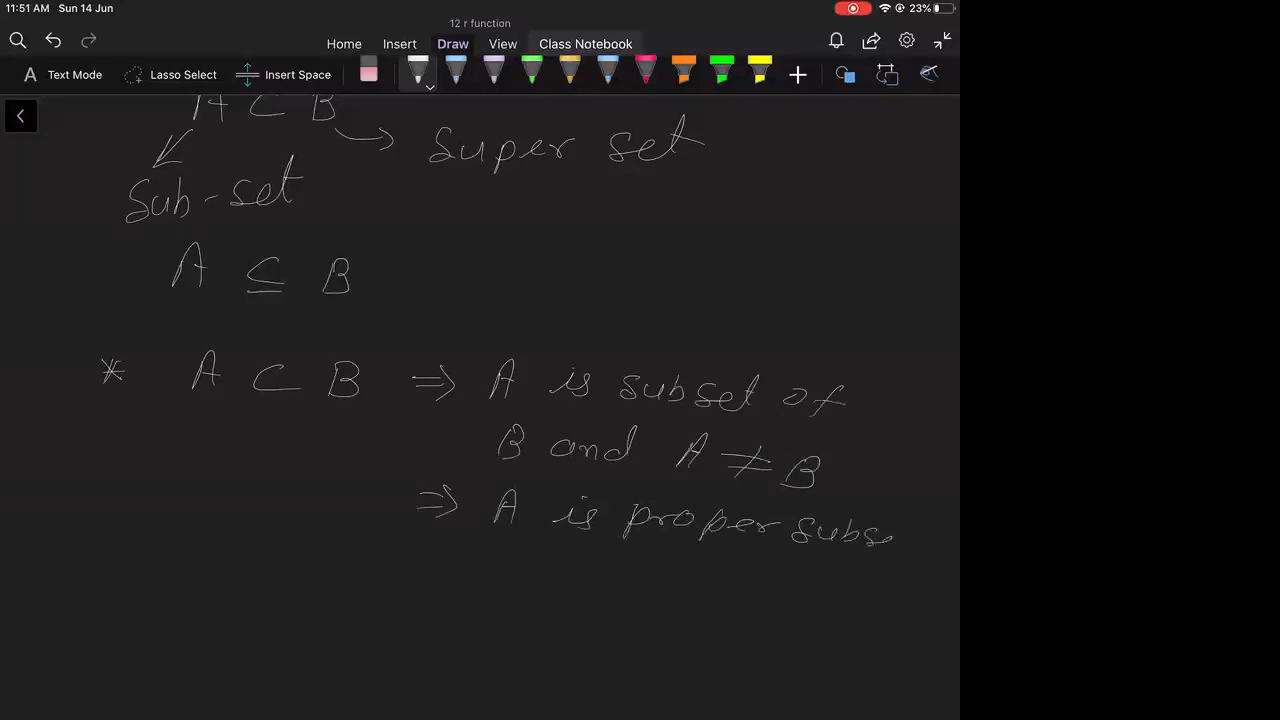 11:51 AM Sun 14 Jun
23%
12 r function
Home Insert Draw View Class Notebook
A Text Mode Lasso Select Insert Space
A ⊂ B
→ Super set
Sub-set
A ⊆ B
* A ⊂ B ⇒ A is subset of
B and A ≠ B
⇒ A is proper subse